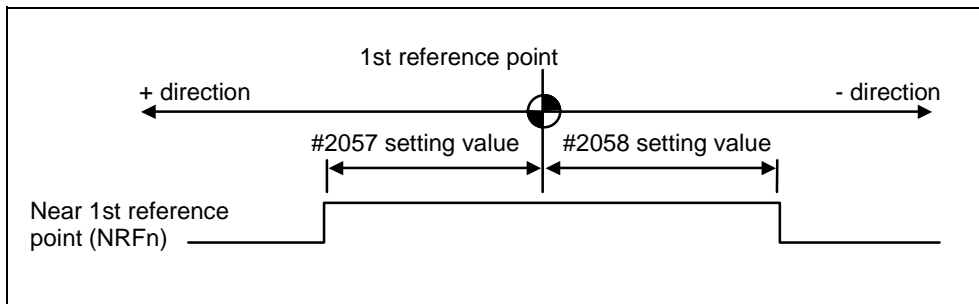 1st reference point
+ direction
- direction
#2057 setting value
#2058 setting value
Near 1st reference
point (NRFn)